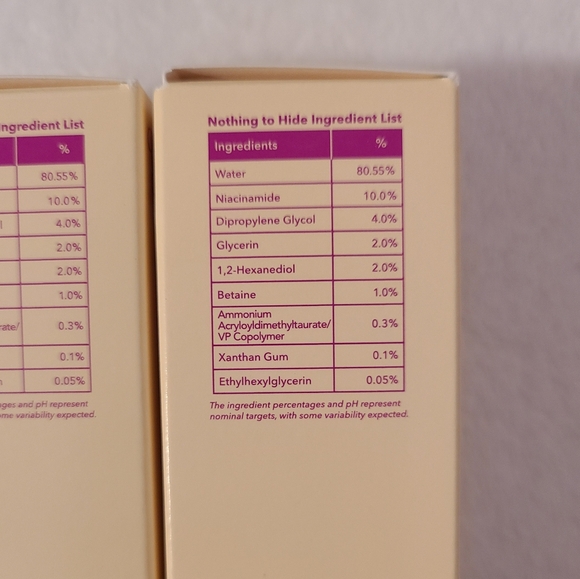 Ingredient List
%
80.55%
10.0%
4.0%
2.0%
2.0%
1.0%
0.3%
0.1%
0.05%
and pH represent
variability expected.
Nothing to Hide Ingredient List
Ingredients %
Water 80.55%
Niacinamide 10.0%
Dipropylene Glycol 4.0%
Glycerin 2.0%
1,2-Hexanediol 2.0%
Betaine 1.0%
Ammonium
Acryloyldimethyltaurate/ 0.3%
VP Copolymer
Xanthan Gum 0.1%
Ethylhexylglycerin 0.05%
The ingredient percentages and pH represent
nominal targets, with some variability expected.